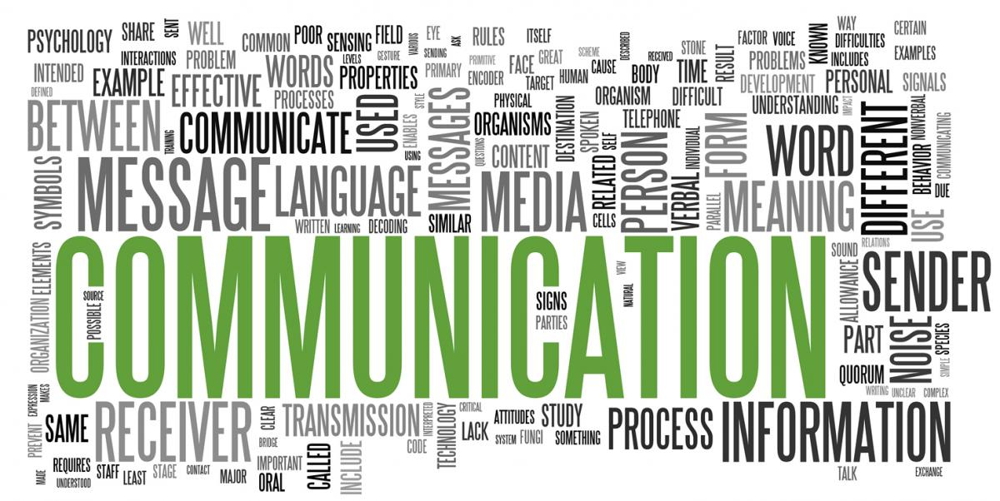 PSYCHOLOGY
SHARE
SENT
WELL
COMMON
POOR
SENSING
FIELD
VARIOUS
EYE
ASK
RULES
ITSELF
SCHEME
DESCRIBED
STONE
RESULT
FACTOR
VOICE
KNOWN
WAY
DIFFICULTIES
CERTAIN
INTERACTIONS
PROBLEM
LEVELS
GESTURE
SENDING
PRIMITIVE
FACE
GREAT
CAUSE
RECEIVED
PROBLEMS
INCLUDES
EXAMPLES
INTENDED
EXAMPLE
EFFECTIVE
WORDS
PROPERTIES
PRIMARY
ENCODER
TARGET
HUMAN
BODY
TIME
DEVELOPMENT
PERSONAL
SIGNALS
DEFINED
PROCESSES
STYLE
PHYSICAL
ORGANISM
DIFFICULT
UNDERSTANDING
IMPACT
BETWEEN
TRAINING
COMMUNICATE
USED
ENABLES
MESSAGES
ORGANISMS
DESTINATION
SPOKEN
SELF
TELEPHONE
INDIVIDUAL
FORM
WORD
DIFFERENT
NONVERBAL
COMMUNICATING
SYMBOLS
USING
QUESTIONS
CONTENT
RELATED
PERSON
VERBAL
BEHAVIOR
DUE
MESSAGE
LANGUAGE
MEDIA
PARALLEL
MEANING
WRITTEN
LEARNING
DECODING
SIMILAR
CELLS
USE
ELEMENTS
COMMUNICATION
SOUND
RELATIONS
SOURCE
POSSIBLE
SIGNS
PARTIES
VIEW
NATURAL
ALLOWANCE
SENDER
ORGANIZATION
PART
NOISE
SPECIES
SIMPLE
QUORUM
EXPRESSION
MAKES
WRITING
UNCLEAR
COMPLEX
PREVENT
SAME
RECEIVER
CLEAR
TRANSMISSION
INTERPRETED
TECHNOLOGY
CRITICAL
ATTITUDES
STUDY
PROCESS
INFORMATION
BRIDGE
CODE
LACK
SYSTEM
FUNGI
SOMETHING
MADE
REQUIRES
UNDERSTOOD
STAFF
LEAST
STAGE
CONTACT
MAJOR
IMPORTANT
ORAL
CALLED
INCLUDE
TALK
EXCHANGE